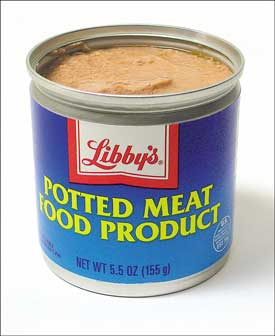 Libby's®
POTTED MEAT
FOOD PRODUCT
NET WT 5.5 OZ (155 g)